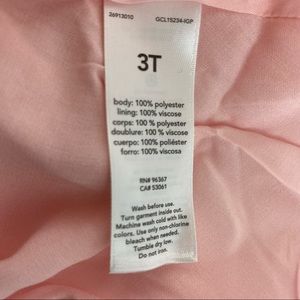 26913010 GCL15234-IGP
3T
body: 100% polyester
lining: 100% viscose
corps: 100% polyester
doublure: 100% viscose
cuerpo: 100% poliéster
forro: 100% viscosa
RN# 96367
CA# 53061
Wash before use.
Turn garment inside out.
Machine wash cold with like
colors. Use only non-chlorine
bleach when needed.
Tumble dry low.
Do not iron.